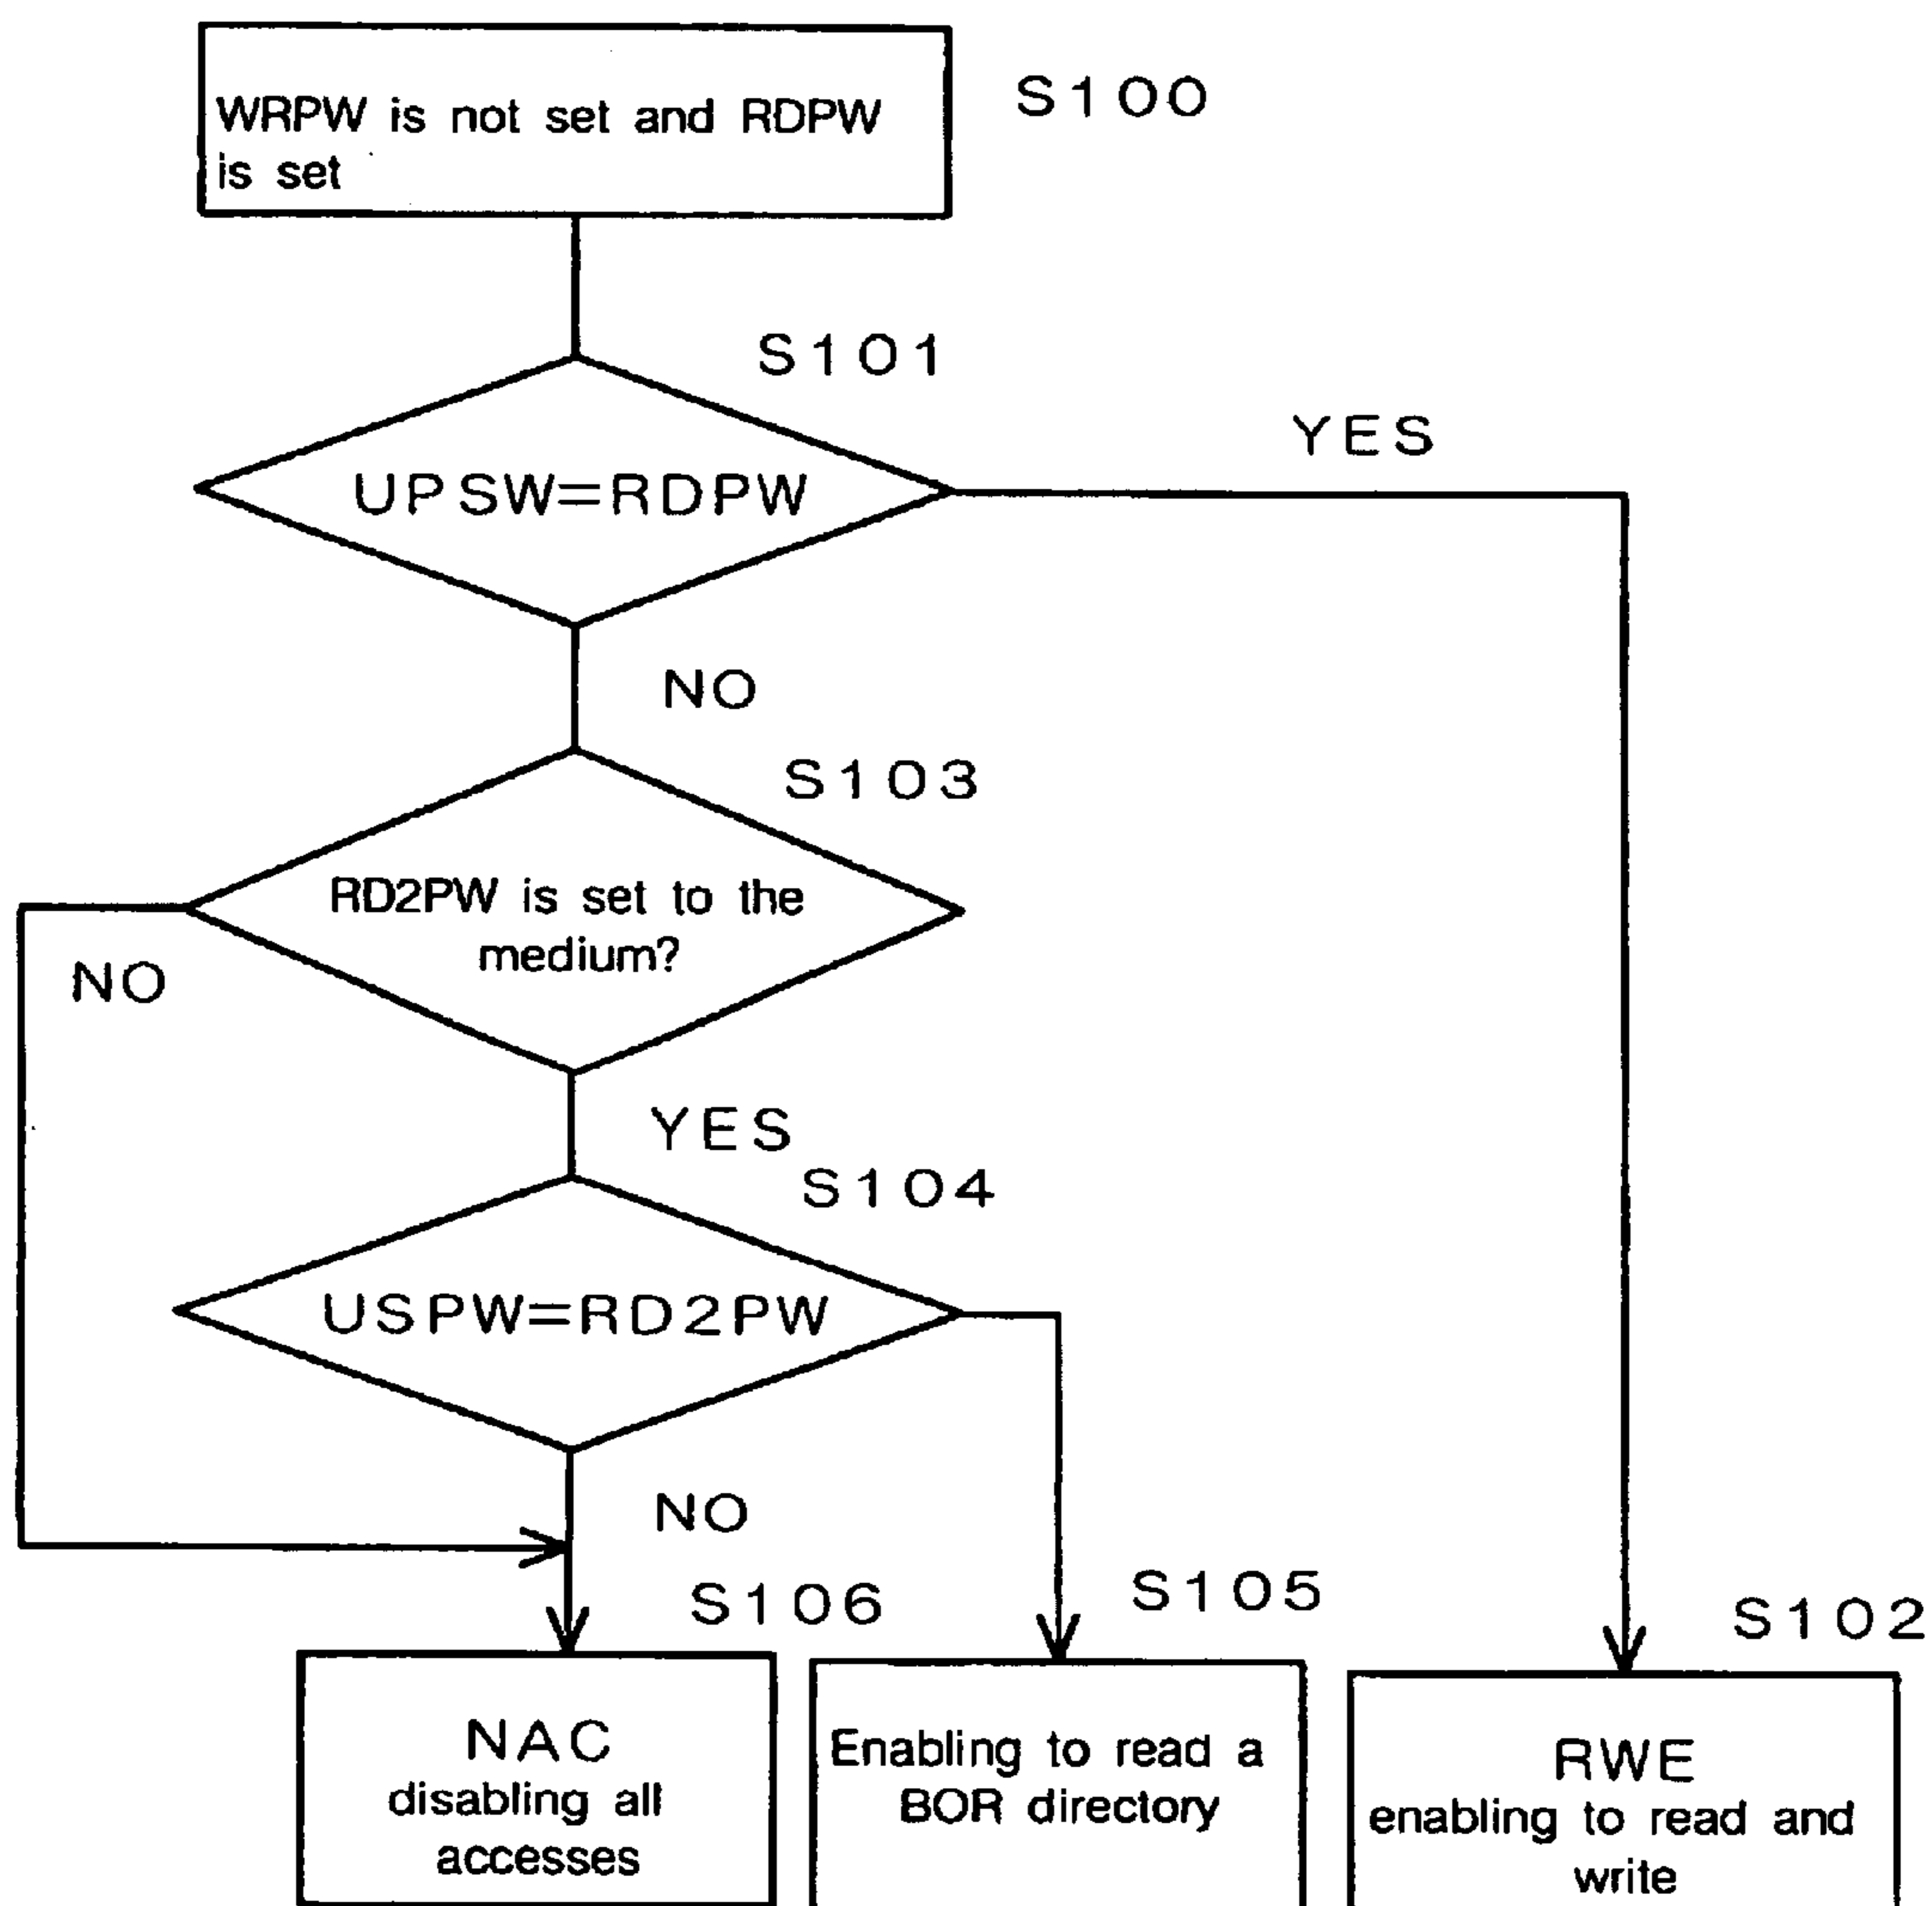 WRPW is not set and RDPW
is set
S100
S101
YES
UPSW=RDPW
NO
S103
RD2PW is set to the
medium?
NO
YES
S104
USPW=RD2PW
NO
S106
S105
S102
NAC
disabling all
accesses
Enabling to read a
BOR directory
RWE
enabling to read and
write